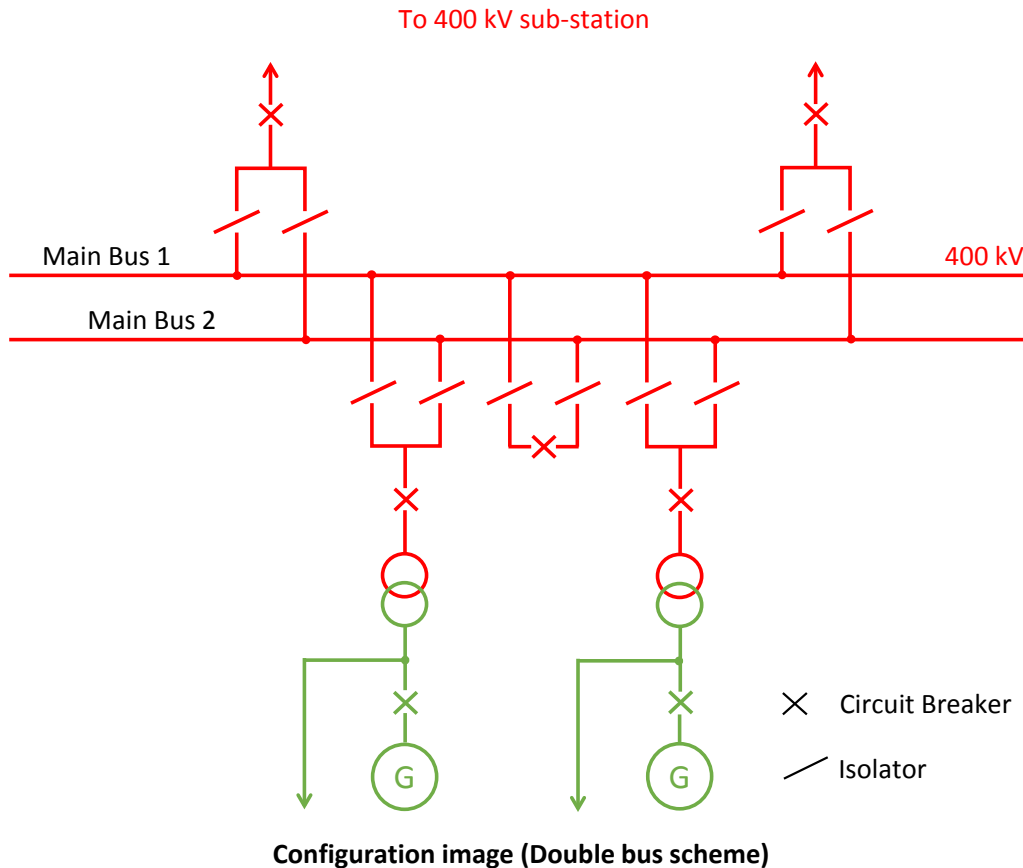 To 400 kV sub-station
Main Bus 1
400 kV
Main Bus 2
Circuit Breaker
Isolator
G
G
Configuration image (Double bus scheme)